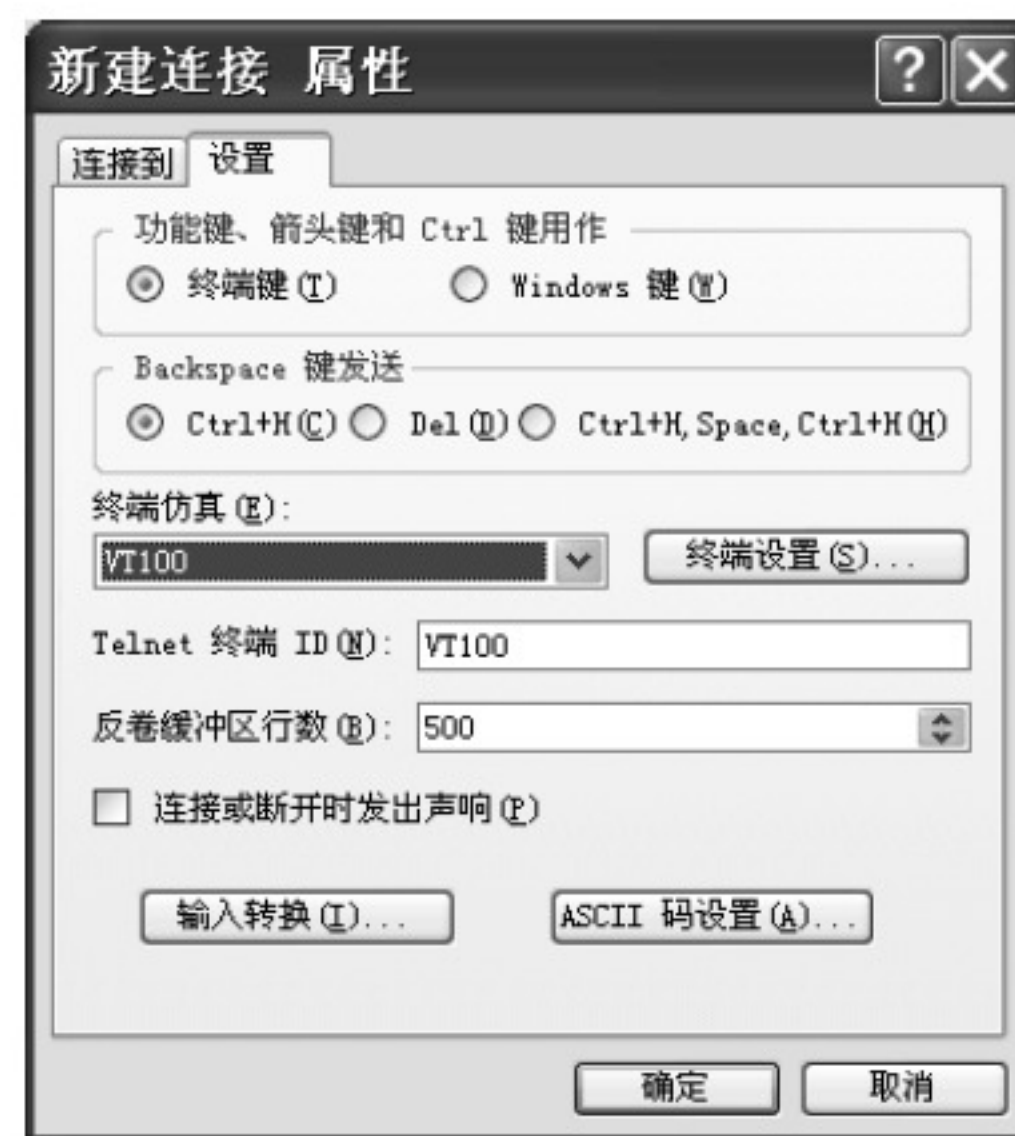 新建连接 属性
连接到 设置
功能键、箭头键和 Ctrl 键用作
终端键(T) Windows 键(W)
Backspace 键发送
Ctrl+H(C) Del(D) Ctrl+H,Space,Ctrl+H(H)
终端仿真(E):
VT100 终端设置(S)...
Telnet 终端 ID(N): VT100
反卷缓冲区行数(B): 500
连接或断开时发出声响(P)
输入转换(I)... ASCII 码设置(A)...
确定 取消